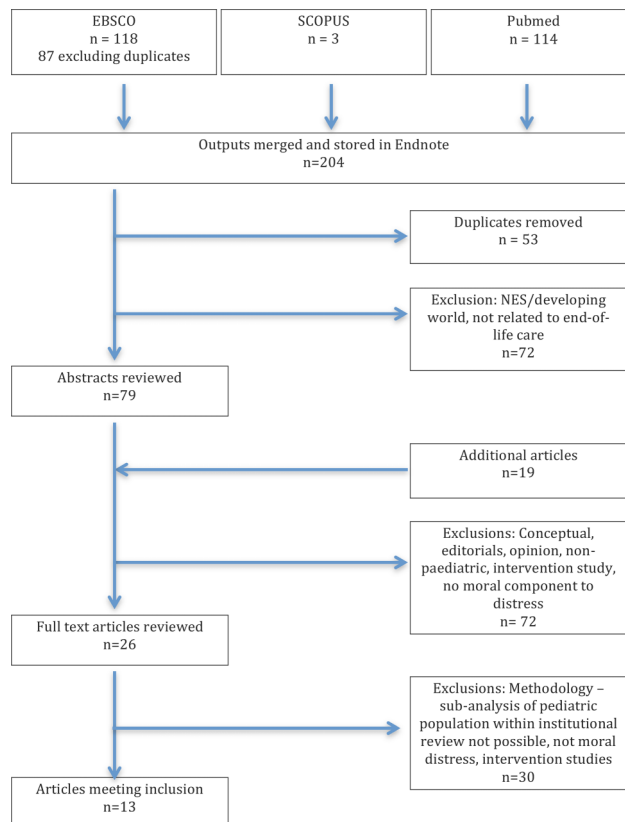 EBSCO
n = 118
87 excluding duplicates
SCOPUS
n = 3
Pubmed
n = 114
Outputs merged and stored in Endnote
n=204
Duplicates removed
n = 53
Exclusion: NES/developing
world, not related to end-of-
life care
n=72
Abstracts reviewed
n=79
Additional articles
n=19
Exclusions: Conceptual,
editorials, opinion, non-
paediatric, intervention study,
no moral component to
distress
n= 72
Full text articles reviewed
n=26
Exclusions: Methodology –
sub-analysis of pediatric
population within institutional
review not possible, not moral
distress, intervention studies
n=30
Articles meeting inclusion
n=13